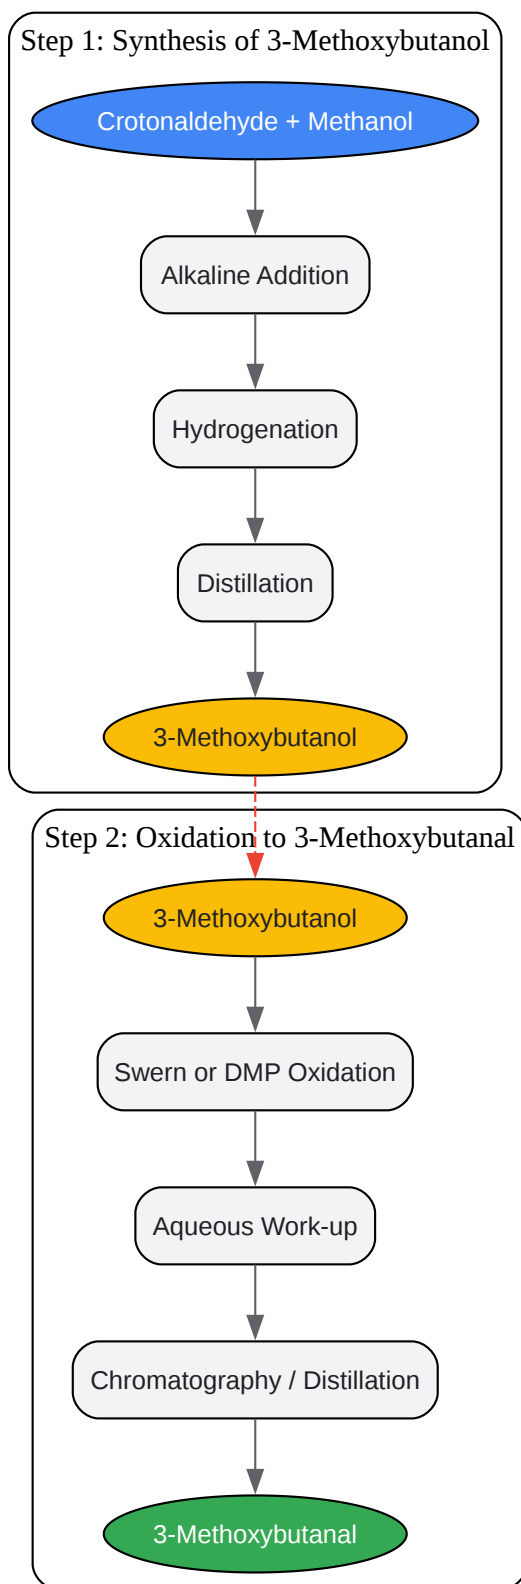 Step 1: Synthesis of 3-Methoxybutanol
Crotonaldehyde + Methanol
Alkaline Addition
Hydrogenation
Distillation
3-Methoxybutanol
Step 2: Oxidation to 3-Methoxybutanal
3-Methoxybutanol
Swern or DMP Oxidation
Aqueous Work-up
Chromatography / Distillation
3-Methoxybutanal